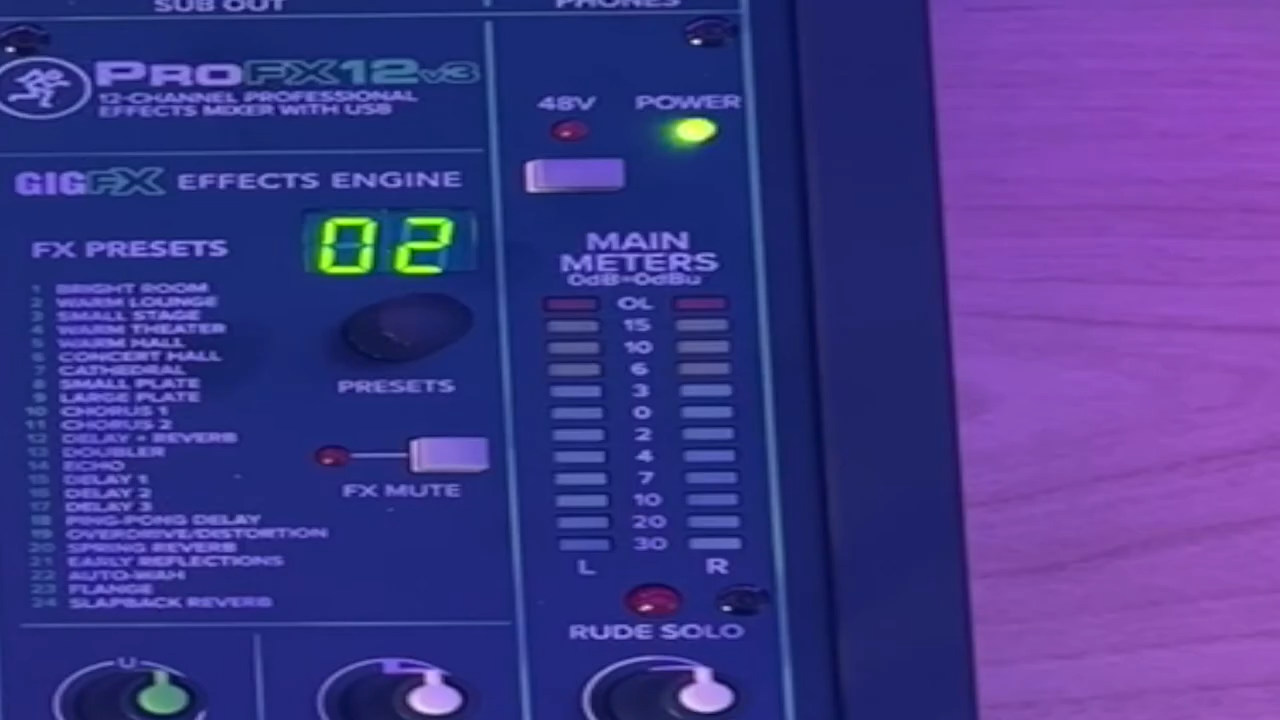 SUB OUT
PHONES
PROFX12v3
12-CHANNEL PROFESSIONAL
EFFECTS MIXER WITH USB
48V
POWER
GIGFX EFFECTS ENGINE
02
FX PRESETS
1 BRIGHT ROOM
2 WARM LOUNGE
3 SMALL STAGE
4 WARM THEATER
5 WARM HALL
6 CONCERT HALL
7 CATHEDRAL
8 SMALL PLATE
9 LARGE PLATE
10 CHORUS 1
11 CHORUS 2
12 DELAY + REVERB
13 DOUBLER
14 ECHO
15 DELAY 1
16 DELAY 2
17 DELAY 3
18 PING-PONG DELAY
19 OVERDRIVE/DISTORTION
20 SPRING REVERB
21 EARLY REFLECTIONS
22 AUTO-WAH
23 FLANGE
24 SLAPBACK REVERB
PRESETS
FX MUTE
MAIN
METERS
0dB=0dBu
OL
15
10
6
3
0
2
4
7
10
20
30
L R
RUDE SOLO
U